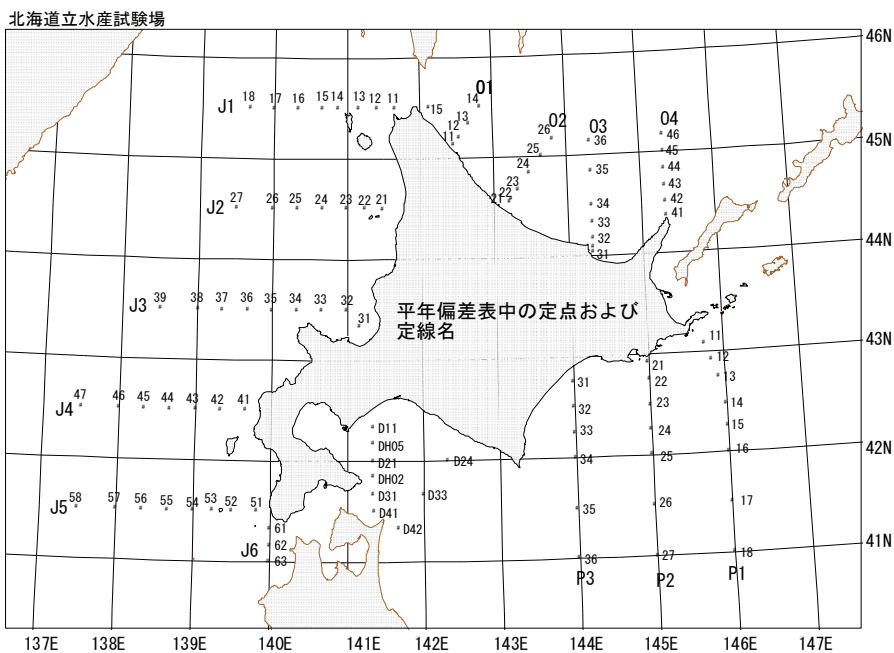 北海道立水産試験場
46N
45N
44N
43N
42N
41N
J1 18 17 16 15 14 13 12 11
15
O1
14
13
12
11
O2
26
25
24
23
22
21
O3
36
35
34
33
32
31
O4
46
45
44
43
42
41
J2 27 26 25 24 23 22 21
J3 39 38 37 36 35 34 33 32
31
平年偏差表中の定点および
定線名
J4 47 46 45 44 43 42 41
J5 58 57 56 55 54 53 52 51
J6
61
62
63
D11
DH05
D21
DH02
D31
D41
D24
D33
D42
31
32
33
34
35
36
P3
21
22
23
24
25
26
27
P2
11
12
13
14
15
16
17
18
P1
137E 138E 139E 140E 141E 142E 143E 144E 145E 146E 147E